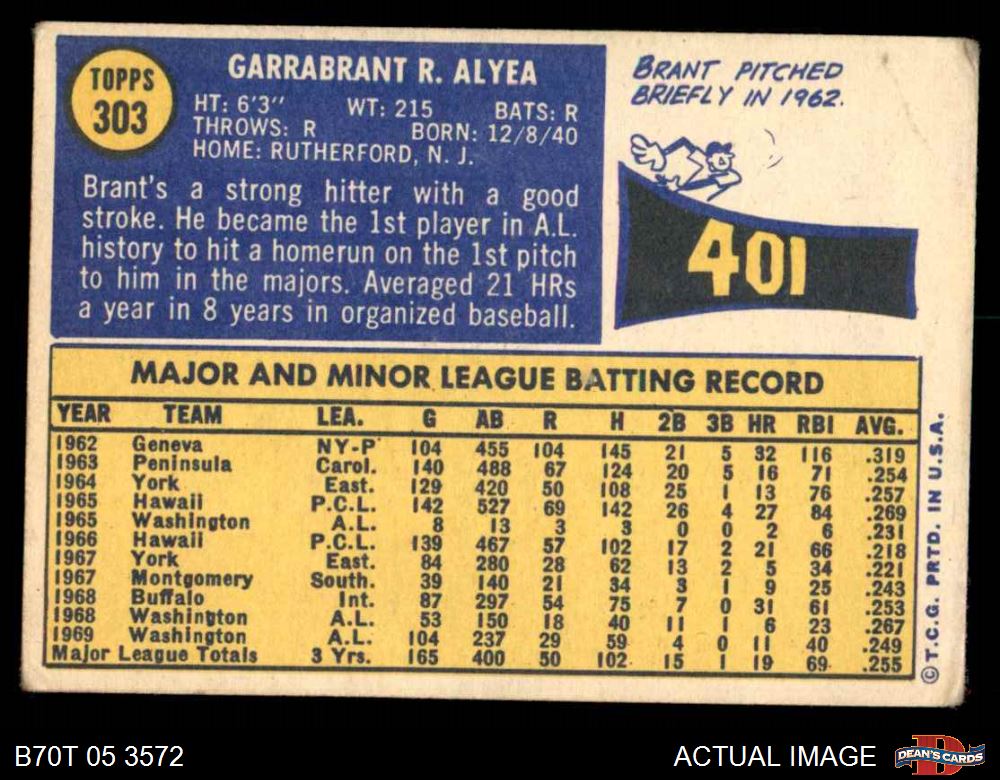 TOPPS
303
GARRABRANT R. ALYEA
HT: 6'3" WT: 215 BATS: R
THROWS: R BORN: 12/8/40
HOME: RUTHERFORD, N. J.
Brant's a strong hitter with a good
stroke. He became the 1st player in A.L.
history to hit a homerun on the 1st pitch
to him in the majors. Averaged 21 HRs
a year in 8 years in organized baseball.
BRANT PITCHED
BRIEFLY IN 1962.
401
MAJOR AND MINOR LEAGUE BATTING RECORD
YEAR TEAM LEA. G AB R H 2B 3B HR RBI AVG.
1962 Geneva NY-P 104 455 104 145 21 5 32 116 .319
1963 Peninsula Carol. 140 488 67 124 20 5 16 71 .254
1964 York East. 129 420 50 108 25 1 13 76 .257
1965 Hawaii P.C.L. 142 527 69 142 26 4 27 84 .269
1965 Washington A.L. 8 13 3 3 0 0 2 6 .231
1966 Hawaii P.C.L. 139 467 57 102 17 2 21 66 .218
1967 York East. 84 280 28 62 13 2 5 34 .221
1967 Montgomery South. 39 140 21 34 3 1 9 25 .243
1968 Buffalo Int. 87 297 54 75 7 0 31 61 .253
1968 Washington A.L. 53 150 18 40 11 1 6 23 .267
1969 Washington A.L. 104 237 29 59 4 0 11 40 .249
Major League Totals 3 Yrs. 165 400 50 102 15 1 19 69 .255
© T.C.G. PRTD. IN U.S.A.
B70T 05 3572
ACTUAL IMAGE
D
DEAN'S CARDS